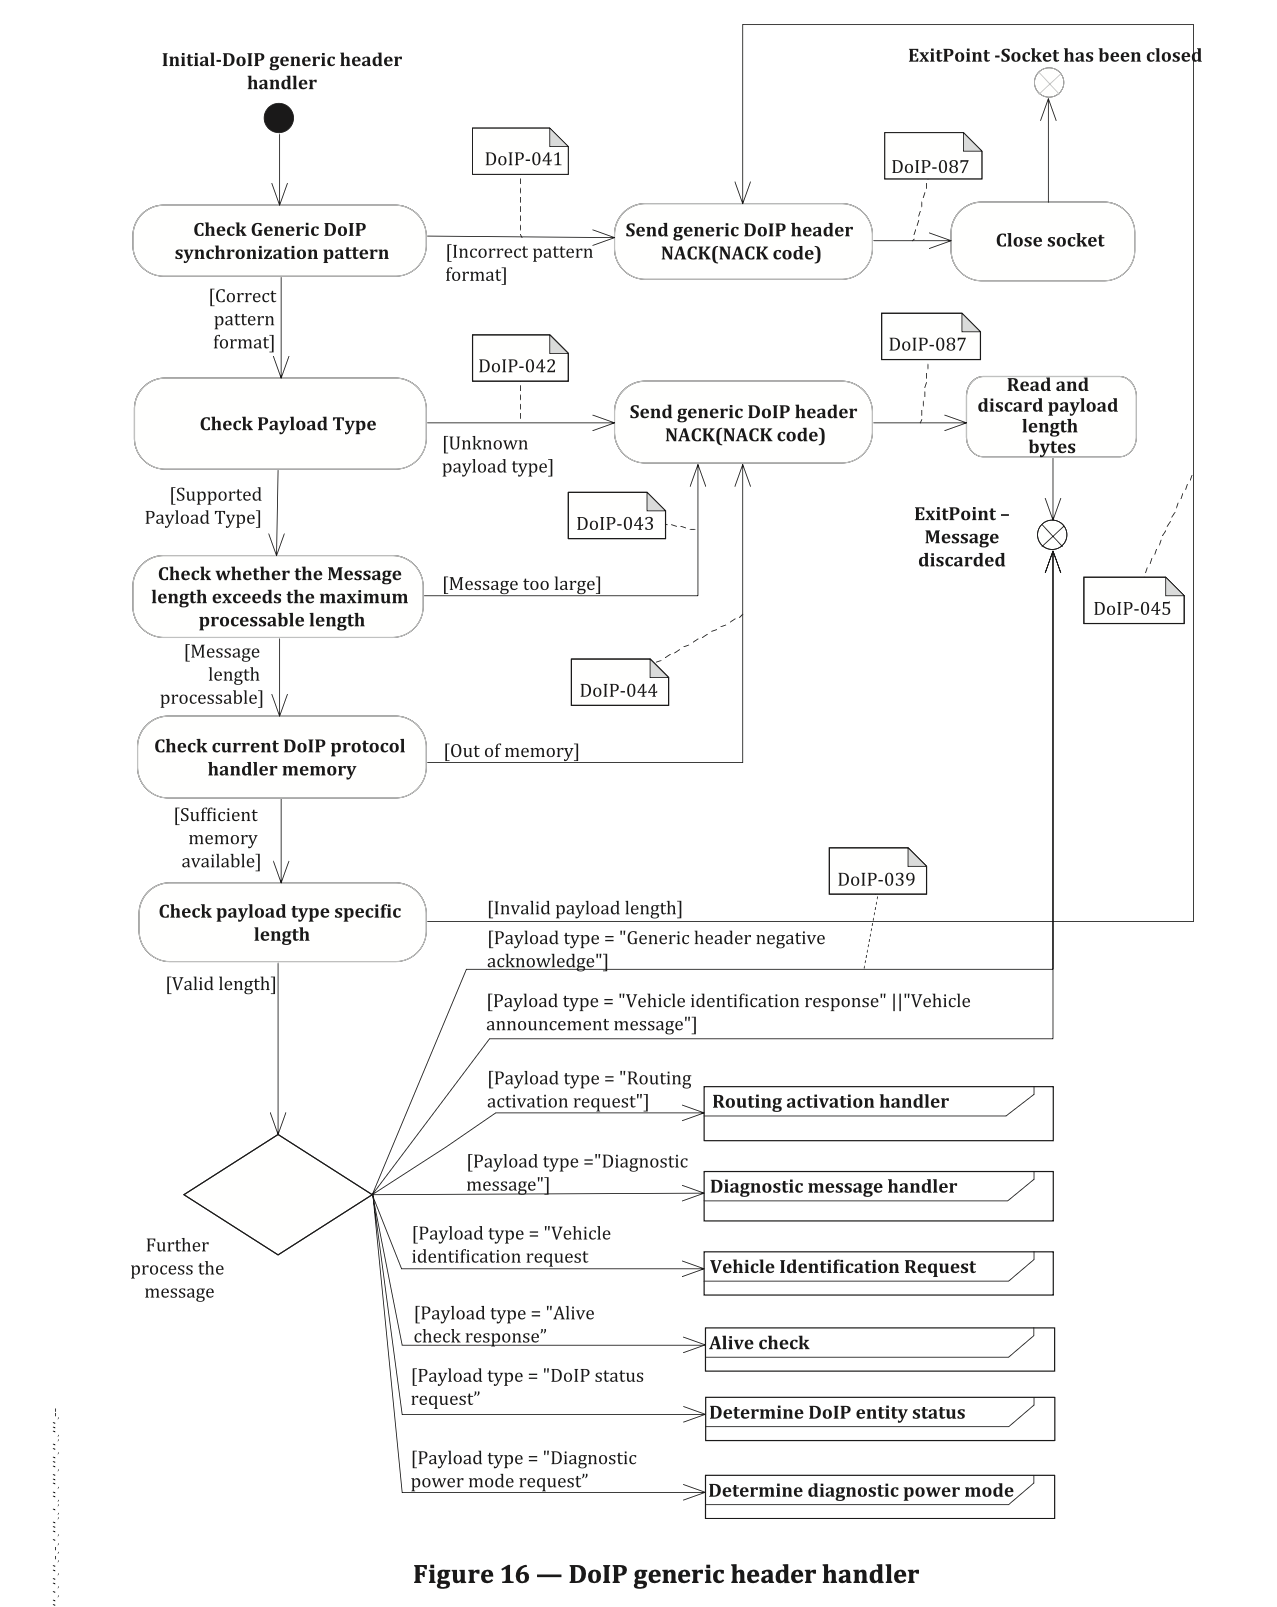 Initial-DoIP generic header
handler
ExitPoint -Socket has been closed
DoIP-041
DoIP-087
Check Generic DoIP
synchronization pattern
[Incorrect pattern
format]
Send generic DoIP header
NACK(NACK code)
Close socket
[Correct
pattern
format]
DoIP-042
DoIP-087
Check Payload Type
[Unknown
payload type]
Send generic DoIP header
NACK(NACK code)
Read and
discard payload
length
bytes
[Supported
Payload Type]
DoIP-043
ExitPoint –
Message
discarded
Check whether the Message
length exceeds the maximum
processable length
[Message too large]
DoIP-045
[Message
length
processable]
DoIP-044
Check current DoIP protocol
handler memory
[Out of memory]
[Sufficient
memory
available]
DoIP-039
Check payload type specific
length
[Invalid payload length]
[Payload type = "Generic header negative
acknowledge"]
[Valid length]
[Payload type = "Vehicle identification response" ||"Vehicle
announcement message"]
[Payload type = "Routing
activation request"]
Routing activation handler
[Payload type ="Diagnostic
message"]
Diagnostic message handler
Further
process the
message
[Payload type = "Vehicle
identification request
Vehicle Identification Request
[Payload type = "Alive
check response”
Alive check
[Payload type = "DoIP status
request”
Determine DoIP entity status
[Payload type = "Diagnostic
power mode request”
Determine diagnostic power mode
Figure 16 — DoIP generic header handler